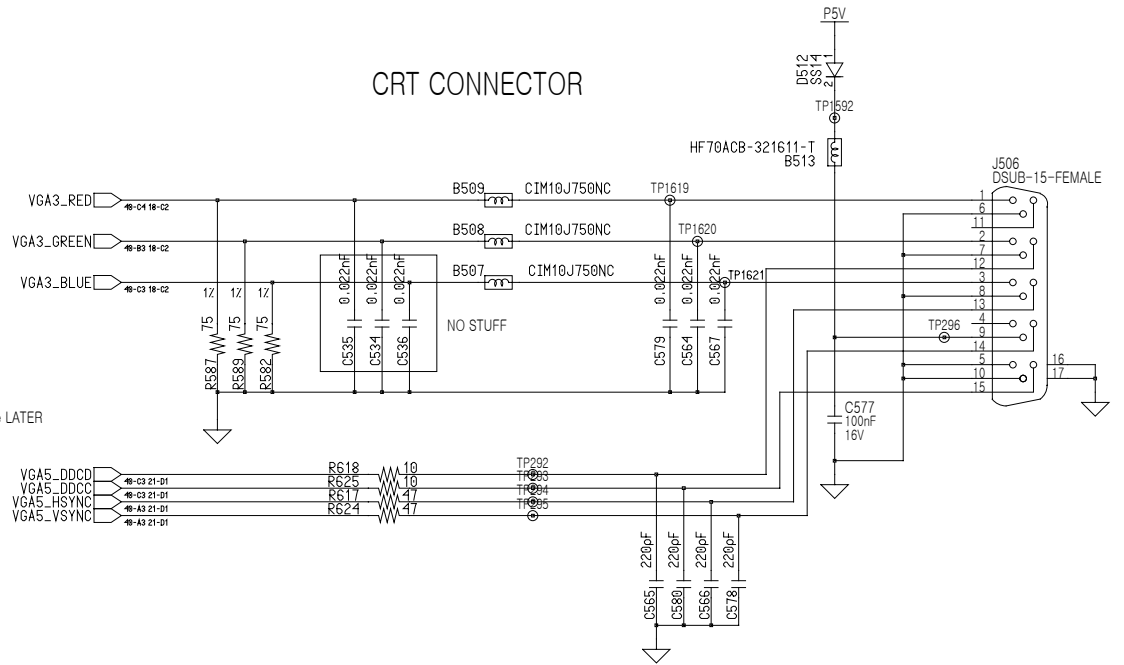 P5V
D512
SS14
1
2
CRT CONNECTOR
TP1592
HF70ACB-321611-T
B513
J506
DSUB-15-FEMALE
VGA3_RED
48-C4 18-C2
B509
CIM10J750NC
TP1619
1
6
11
VGA3_GREEN
48-B3 18-C2
B508
CIM10J750NC
TP1620
2
7
12
VGA3_BLUE
48-C3 18-C2
B507
CIM10J750NC
TP1621
3
8
13
4
9
14
5
10
15
16
17
1%
1%
1%
75
75
75
R587
R589
R582
0.022nF
0.022nF
0.022nF
C535
C534
C536
NO STUFF
0.022nF
0.022nF
0.022nF
C579
C564
C567
TP296
C577
100nF
16V
LATER
VGA5_DDCD
48-C3 21-D1
R618
10
TP292
VGA5_DDCC
48-C3 21-D1
R625
10
TP293
VGA5_HSYNC
48-A3 21-D1
R617
47
TP294
VGA5_VSYNC
48-A3 21-D1
R624
47
TP295
220pF
220pF
220pF
220pF
C565
C580
C566
C578